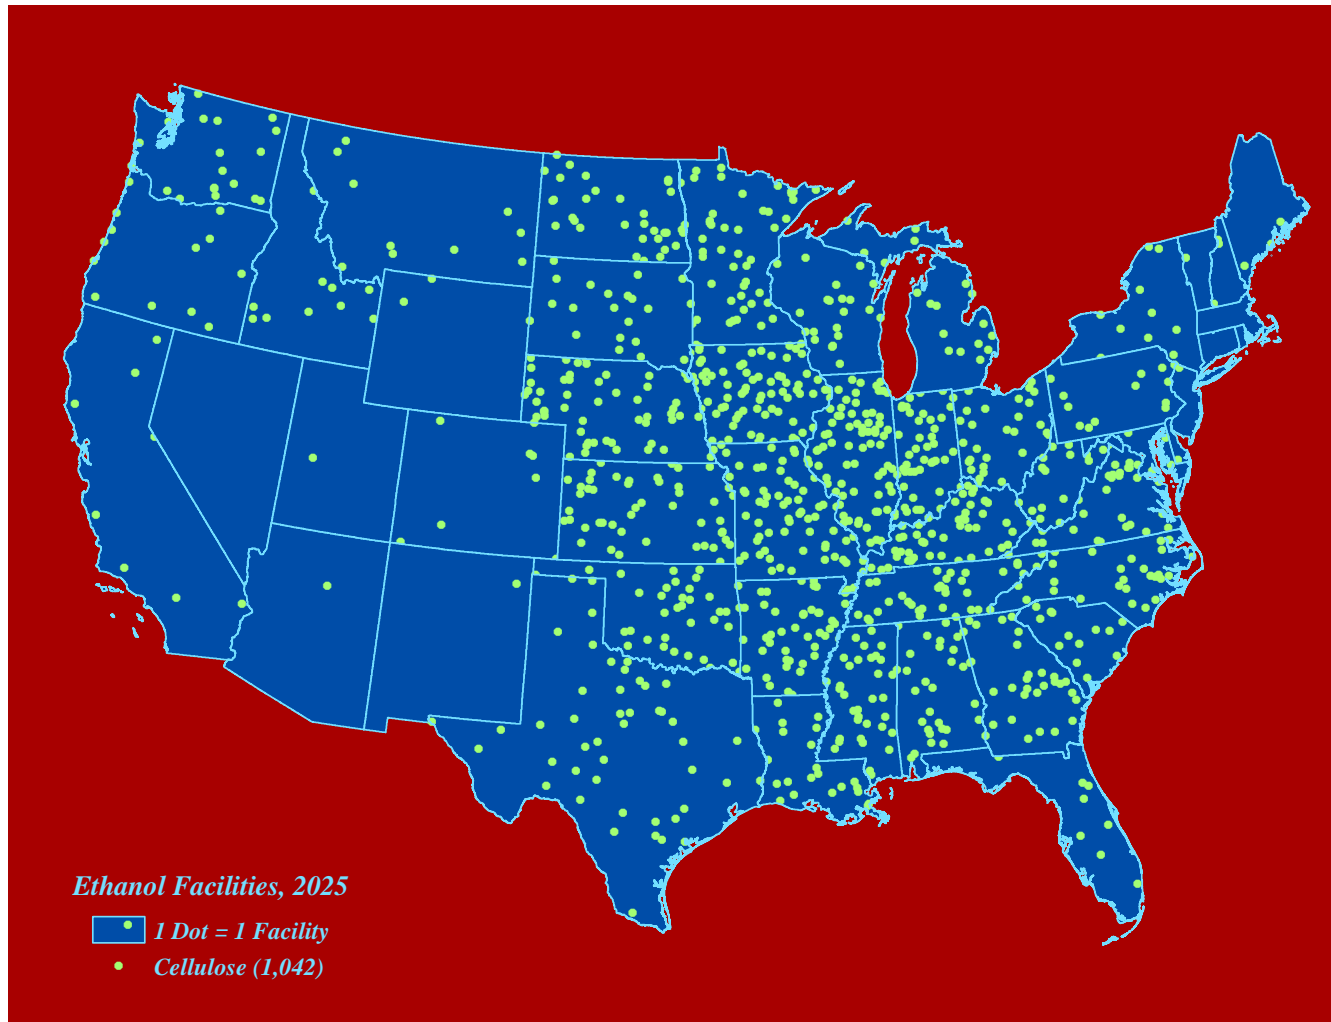 Ethanol Facilities, 2025
1 Dot = 1 Facility
Cellulose (1,042)